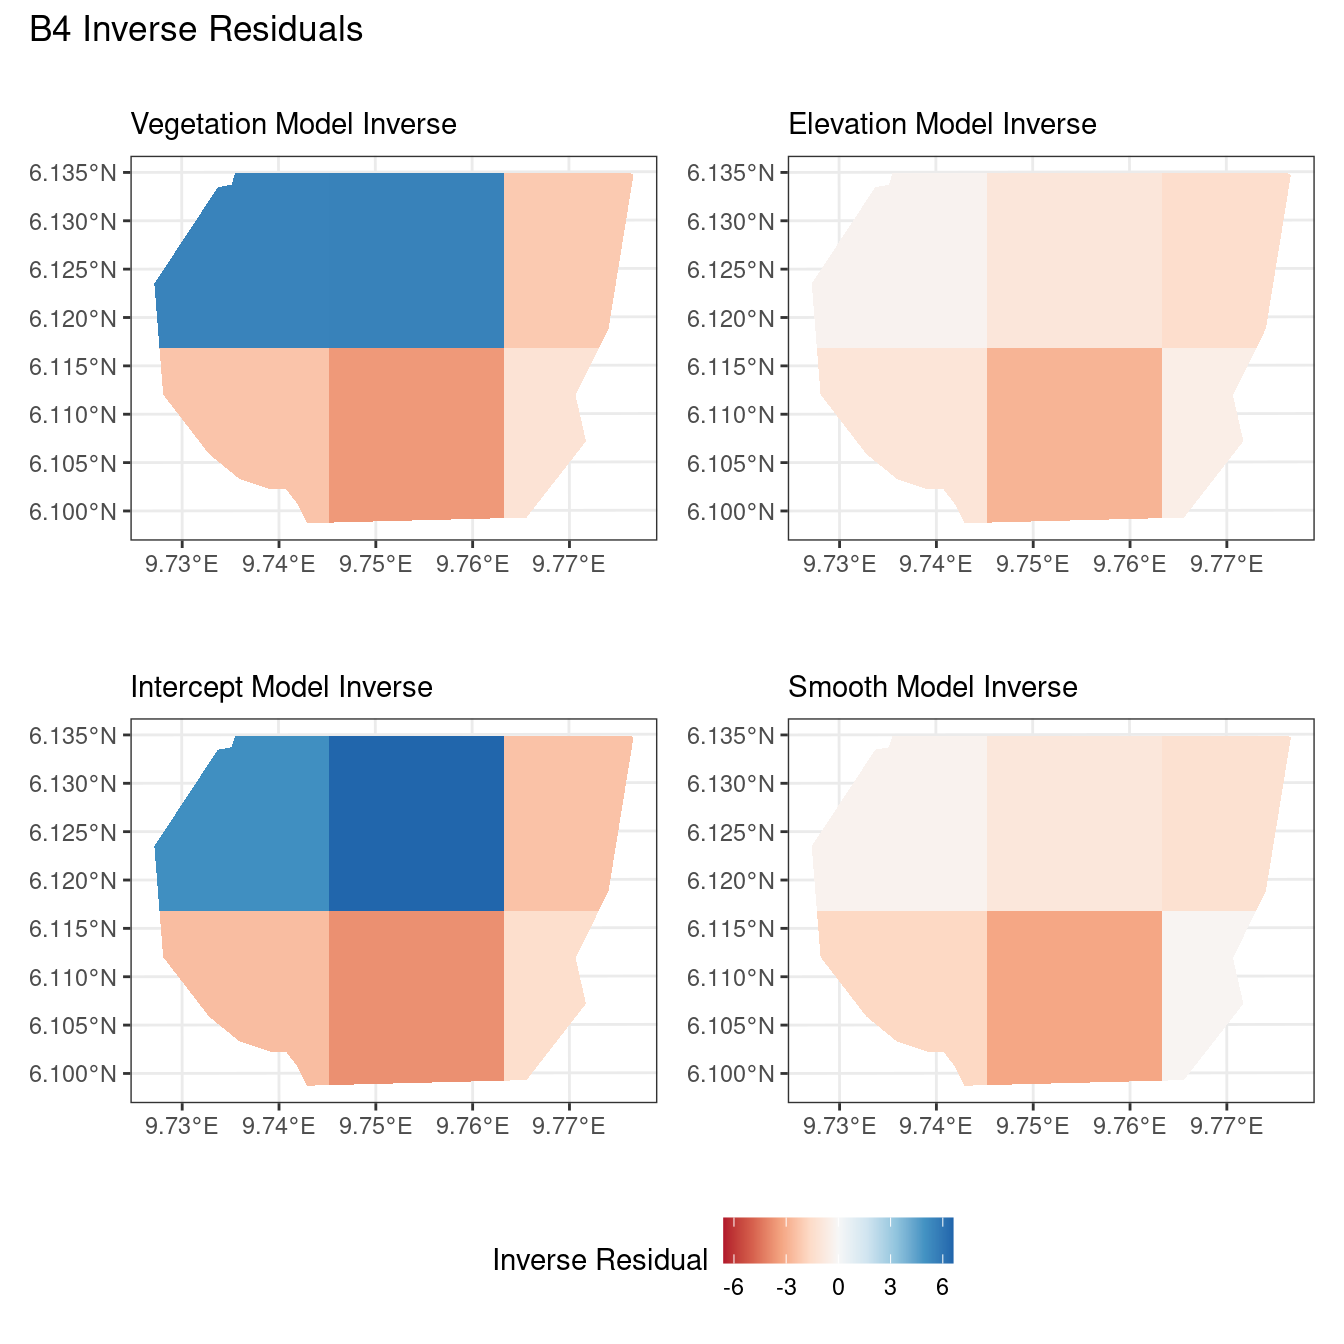 B4 Inverse Residuals
Vegetation Model Inverse
6.135°N
6.130°N
6.125°N
6.120°N
6.115°N
6.110°N
6.105°N
6.100°N
9.73°E 9.74°E 9.75°E 9.76°E 9.77°E
Elevation Model Inverse
6.135°N
6.130°N
6.125°N
6.120°N
6.115°N
6.110°N
6.105°N
6.100°N
9.73°E 9.74°E 9.75°E 9.76°E 9.77°E
Intercept Model Inverse
6.135°N
6.130°N
6.125°N
6.120°N
6.115°N
6.110°N
6.105°N
6.100°N
9.73°E 9.74°E 9.75°E 9.76°E 9.77°E
Smooth Model Inverse
6.135°N
6.130°N
6.125°N
6.120°N
6.115°N
6.110°N
6.105°N
6.100°N
9.73°E 9.74°E 9.75°E 9.76°E 9.77°E
Inverse Residual
-6 -3 0 3 6